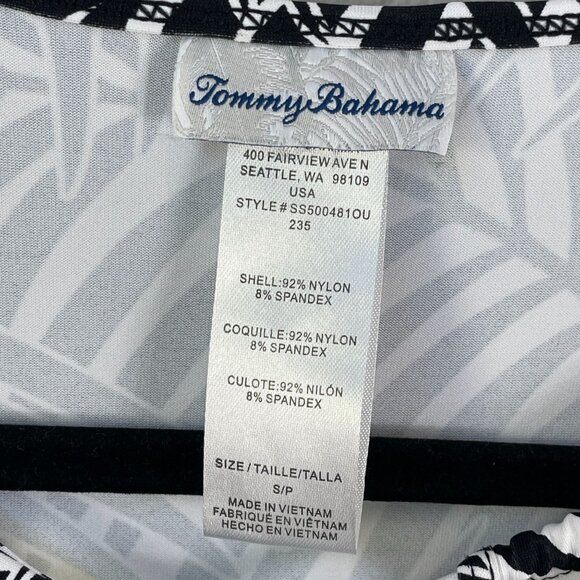 Tommy Bahama
400 FAIRVIEW AVE N
SEATTLE, WA 98109
USA
STYLE # SS500481OU
235
SHELL:92% NYLON
8% SPANDEX
COQUILLE:92% NYLON
8% SPANDEX
CULOTE:92% NILÓN
8% SPANDEX
SIZE / TAILLE/TALLA
S/P
MADE IN VIETNAM
FABRIQUÉ EN VIÊTNAM
HECHO EN VIETNAM